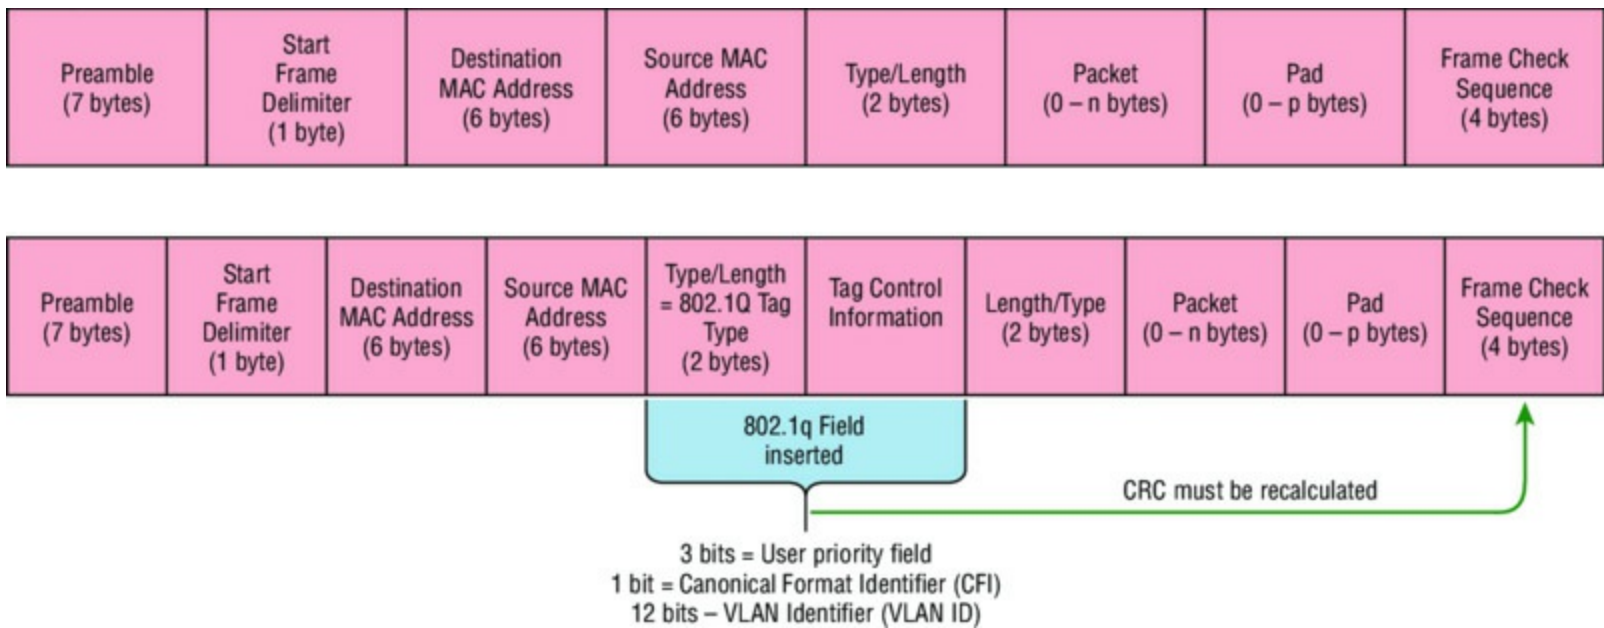 Preamble
(7 bytes)
Start
Frame
Delimiter
(1 byte)
Destination
MAC Address
(6 bytes)
Source MAC
Address
(6 bytes)
Type/Length
(2 bytes)
Packet
(0 – n bytes)
Pad
(0 – p bytes)
Frame Check
Sequence
(4 bytes)
Preamble
(7 bytes)
Start
Frame
Delimiter
(1 byte)
Destination
MAC Address
(6 bytes)
Source MAC
Address
(6 bytes)
Type/Length
= 802.1Q Tag
Type
(2 bytes)
Tag Control
Information
Length/Type
(2 bytes)
Packet
(0 – n bytes)
Pad
(0 – p bytes)
Frame Check
Sequence
(4 bytes)
802.1q Field
inserted
CRC must be recalculated
3 bits = User priority field
1 bit = Canonical Format Identifier (CFI)
12 bits – VLAN Identifier (VLAN ID)